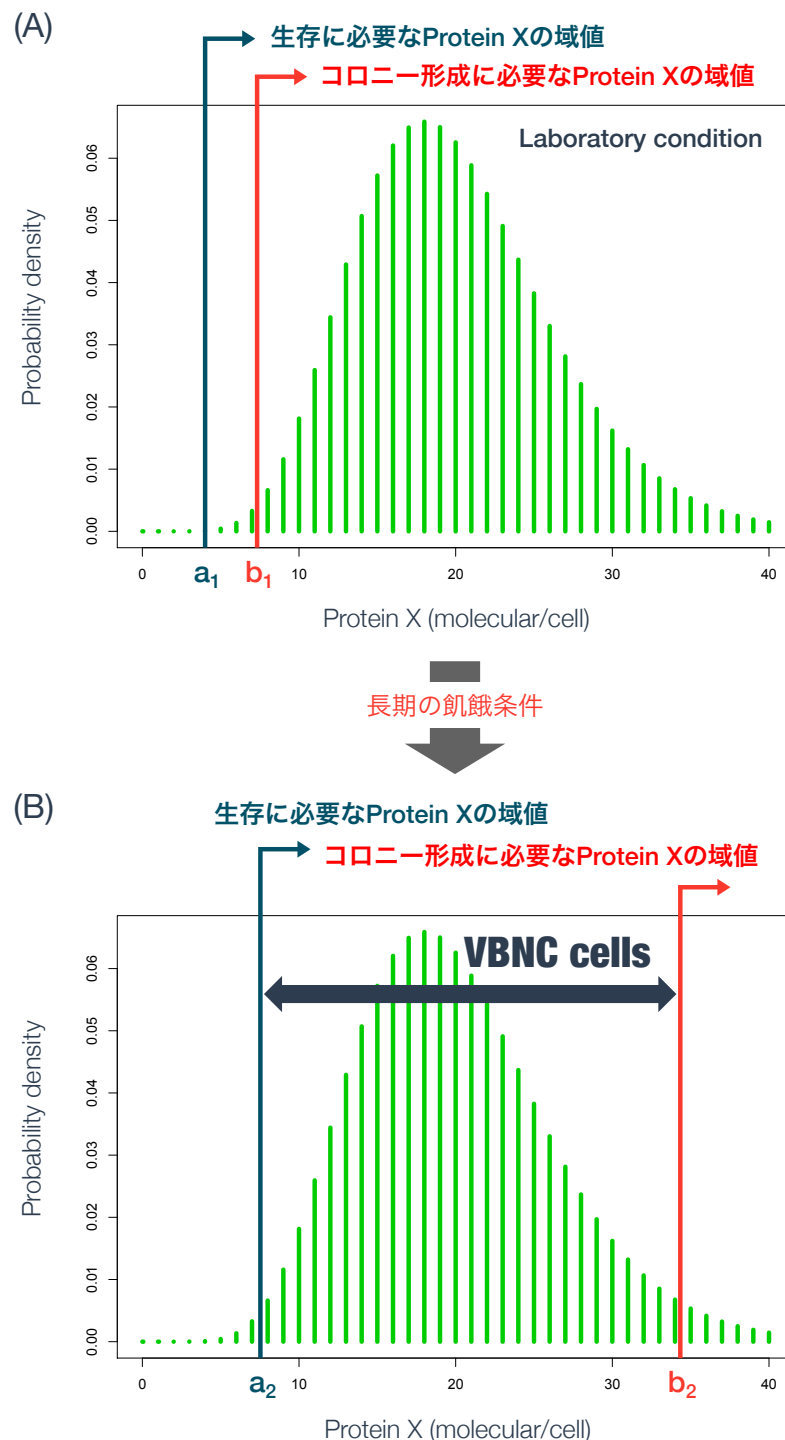 (A)
生存に必要なProtein Xの域値
コロニー形成に必要なProtein Xの域値
Laboratory condition
Probability density
0.06
0.05
0.04
0.03
0.02
0.01
0.00
0
10
20
30
40
a1
b1
Protein X (molecular/cell)
長期の飢餓条件
(B)
生存に必要なProtein Xの域値
コロニー形成に必要なProtein Xの域値
VBNC cells
Probability density
0.06
0.05
0.04
0.03
0.02
0.01
0.00
0
10
20
30
40
a2
b2
Protein X (molecular/cell)